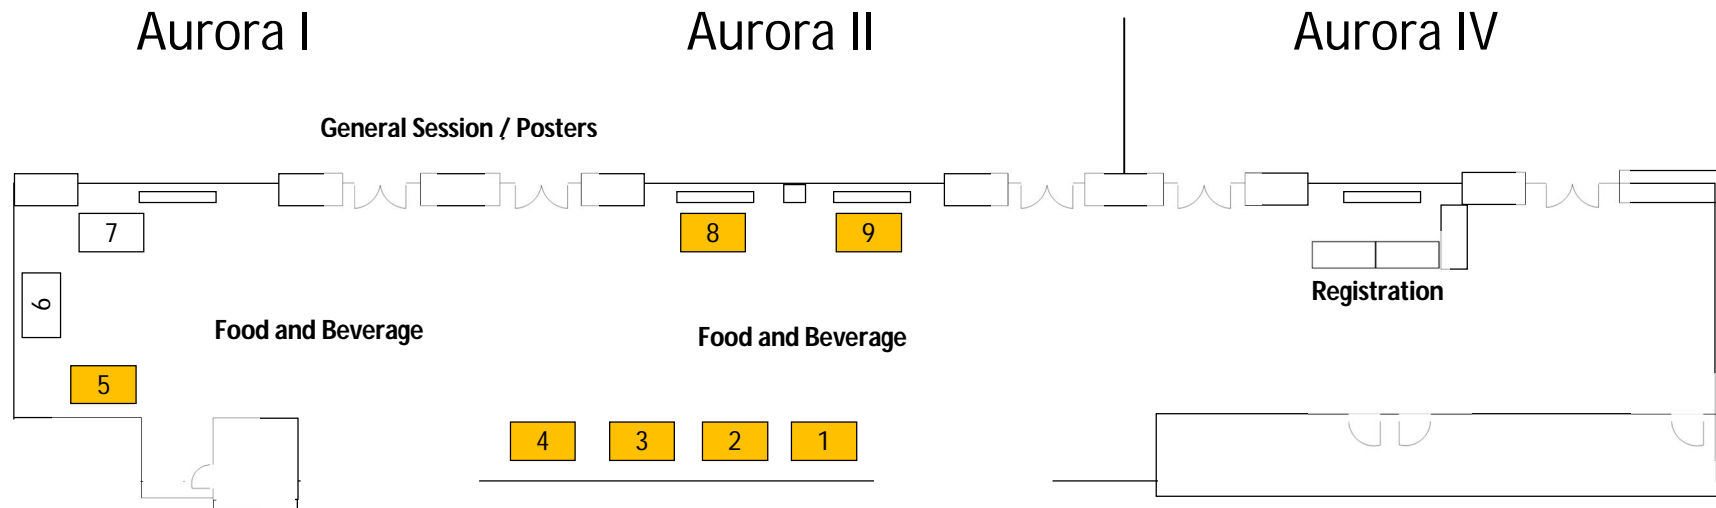 Aurora I
Aurora II
Aurora IV
General Session / Posters
7
8
9
6
Registration
Food and Beverage
Food and Beverage
5
4
3
2
1